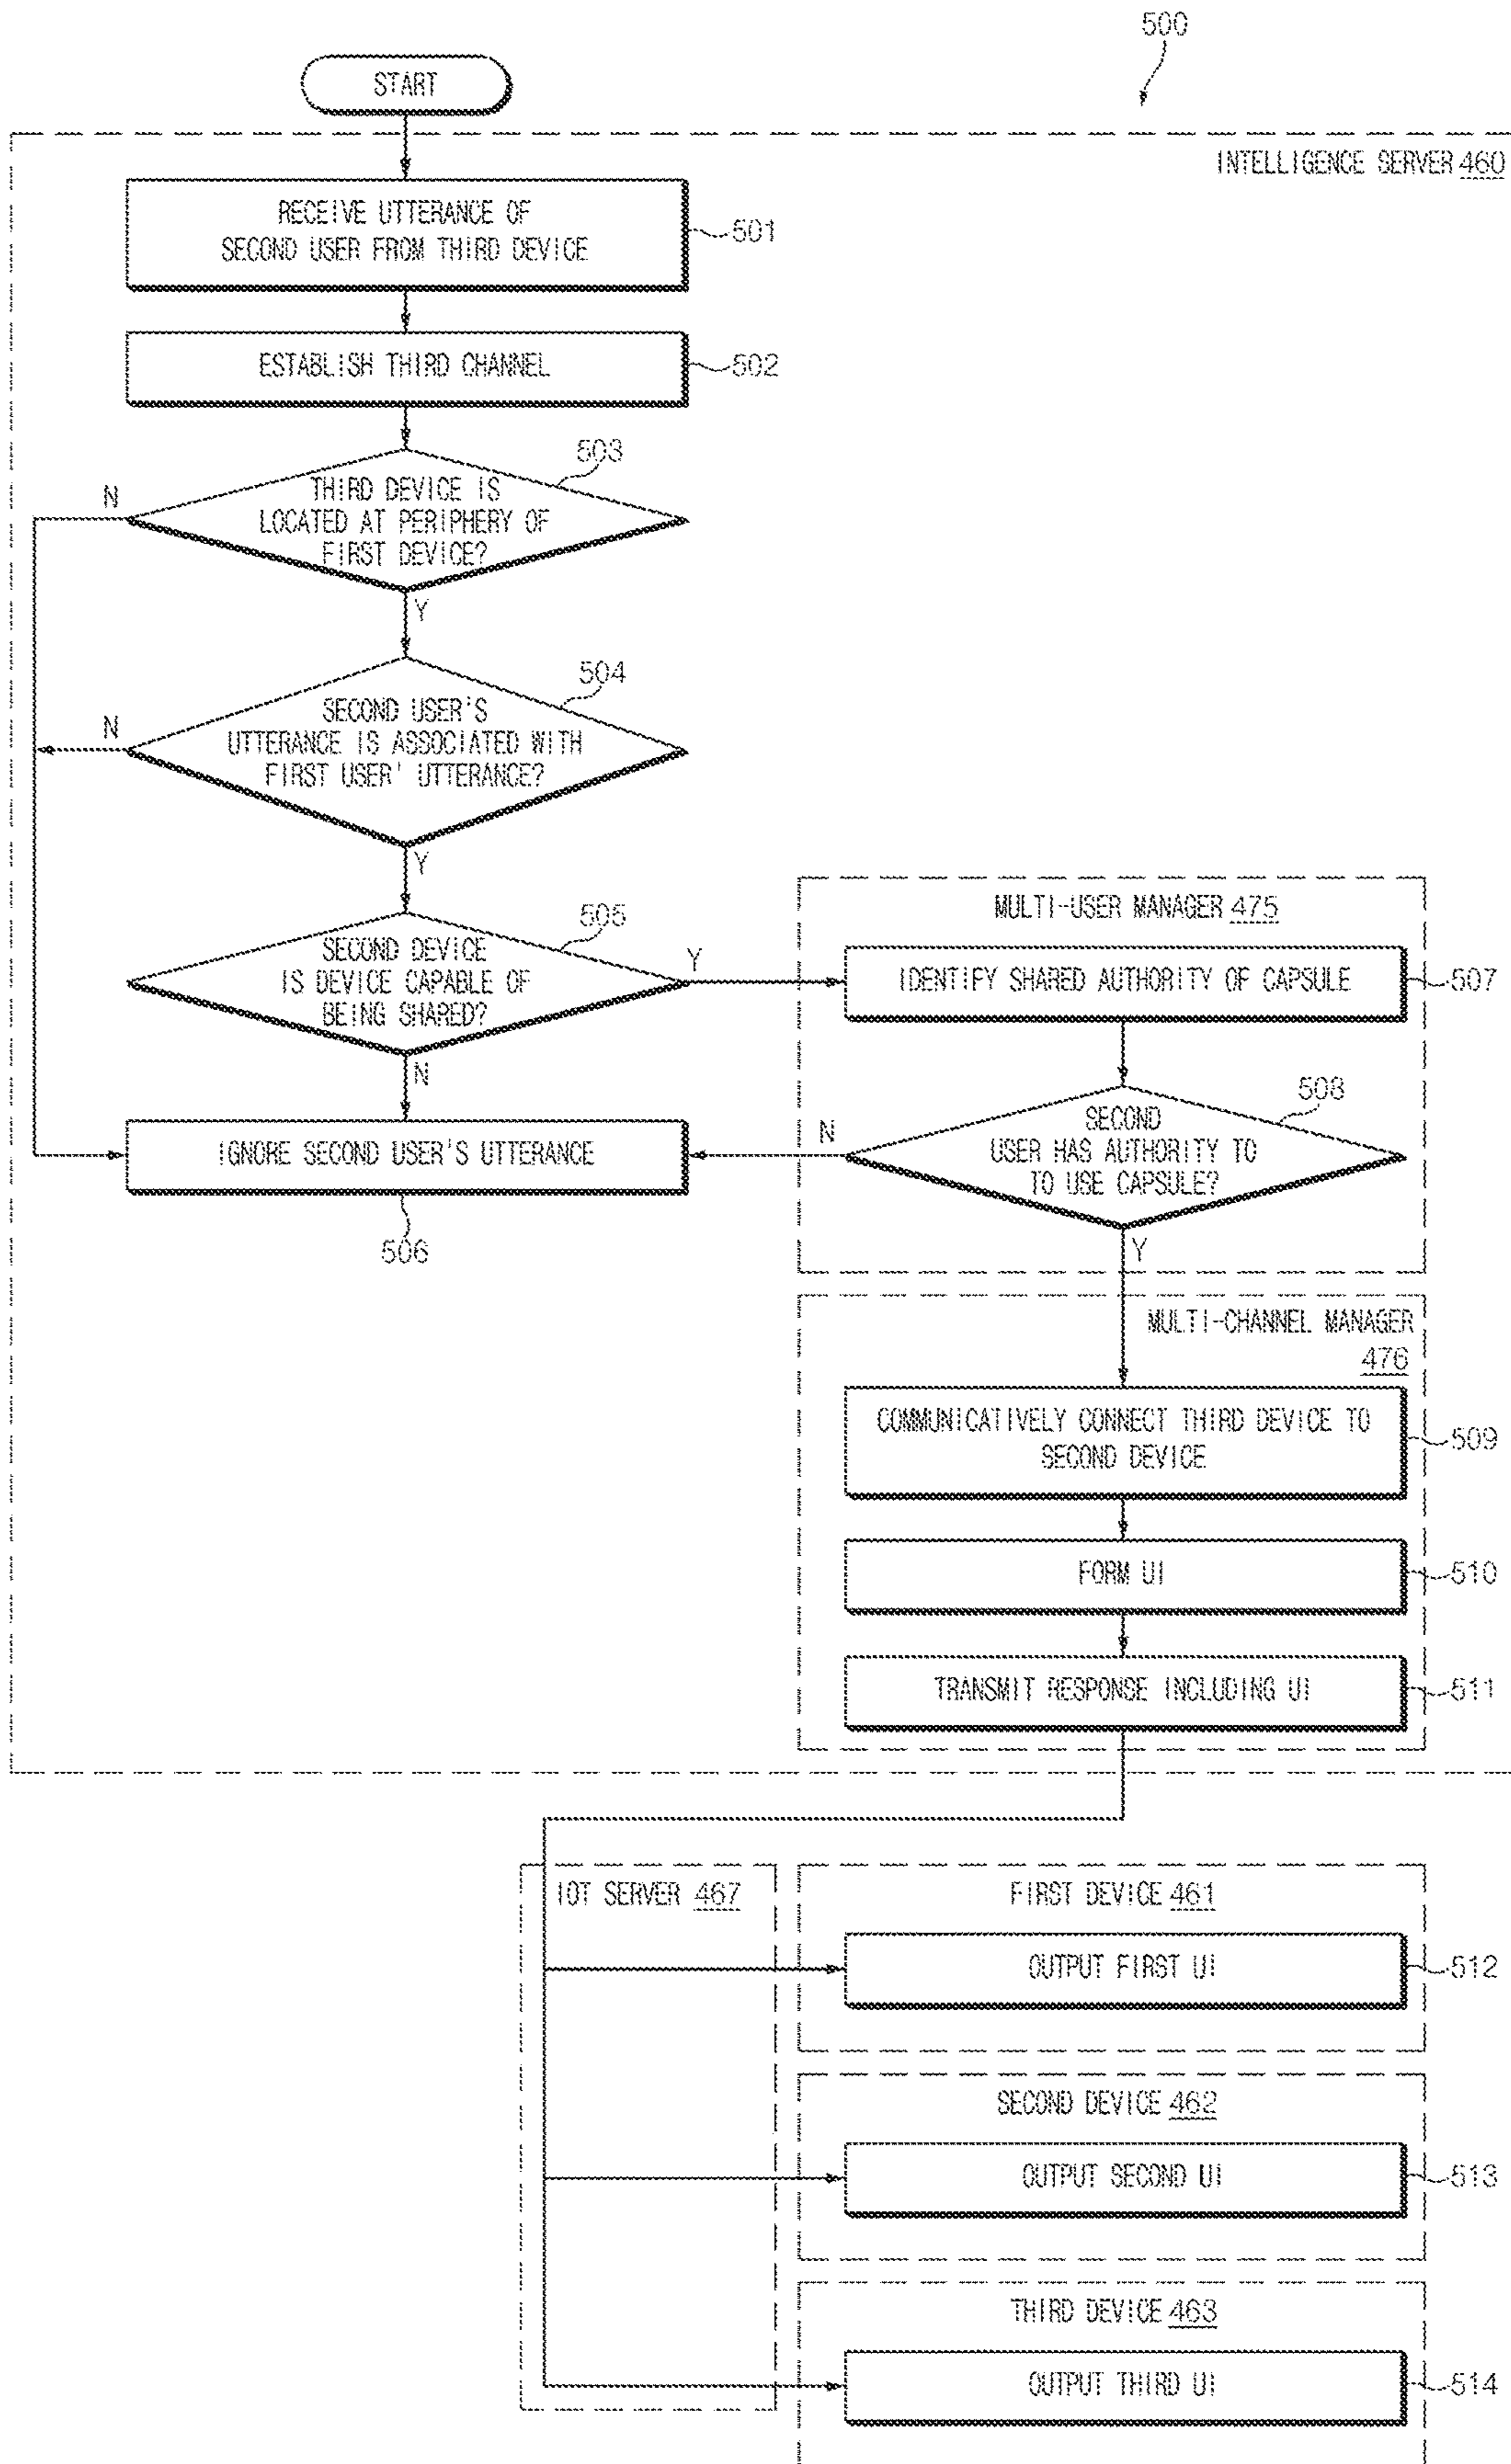 500
START
INTELLIGENCE SERVER 460
RECEIVE UTTERANCE OF
SECOND USER FROM THIRD DEVICE
501
ESTABLISH THIRD CHANNEL
502
503
THIRD DEVICE IS
LOCATED AT PERIPHERY OF
FIRST DEVICE?
N
Y
504
SECOND USER'S
UTTERANCE IS ASSOCIATED WITH
FIRST USER' UTTERANCE?
N
Y
505
SECOND DEVICE
IS DEVICE CAPABLE OF
BEING SHARED?
Y
N
MULTI-USER MANAGER 475
IDENTIFY SHARED AUTHORITY OF CAPSULE
507
508
SECOND
USER HAS AUTHORITY TO
TO USE CAPSULE?
N
Y
IGNORE SECOND USER'S UTTERANCE
506
MULTI-CHANNEL MANAGER
476
COMMUNICATIVELY CONNECT THIRD DEVICE TO
SECOND DEVICE
509
FORM UI
510
TRANSMIT RESPONSE INCLUDING UI
511
IOT SERVER 467
FIRST DEVICE 461
OUTPUT FIRST UI
512
SECOND DEVICE 462
OUTPUT SECOND UI
513
THIRD DEVICE 463
OUTPUT THIRD UI
514